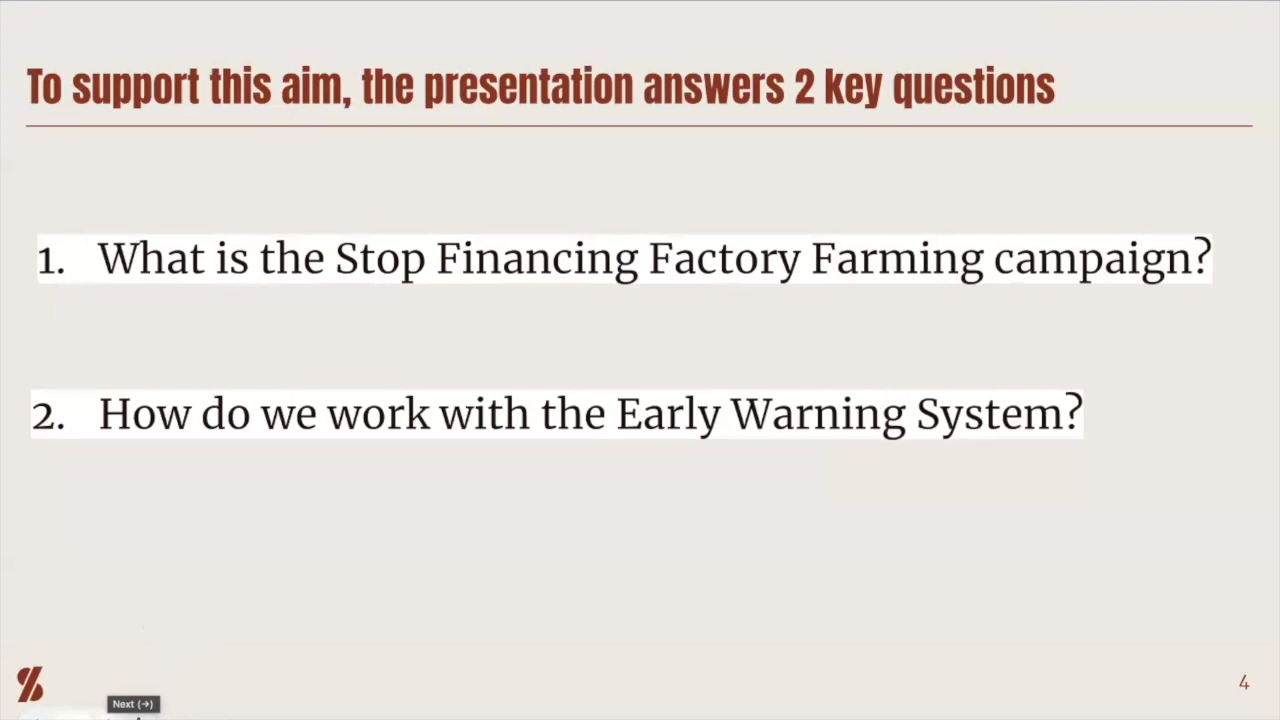 To support this aim, the presentation answers 2 key questions
1. What is the Stop Financing Factory Farming campaign?
2. How do we work with the Early Warning System?
4
Next (→)